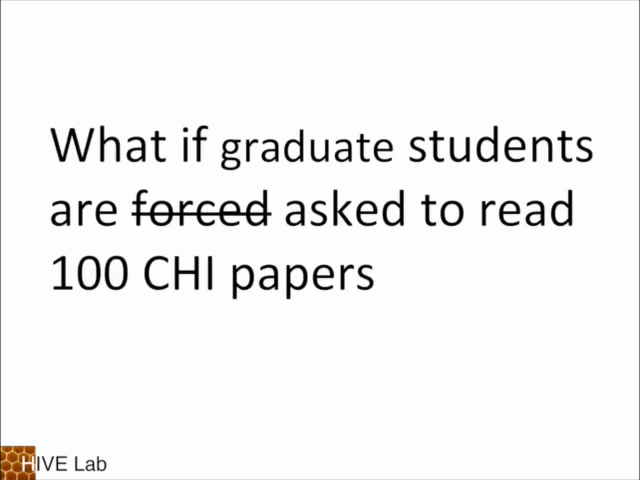 What if graduate students
are forced asked to read
100 CHI papers
HIVE Lab